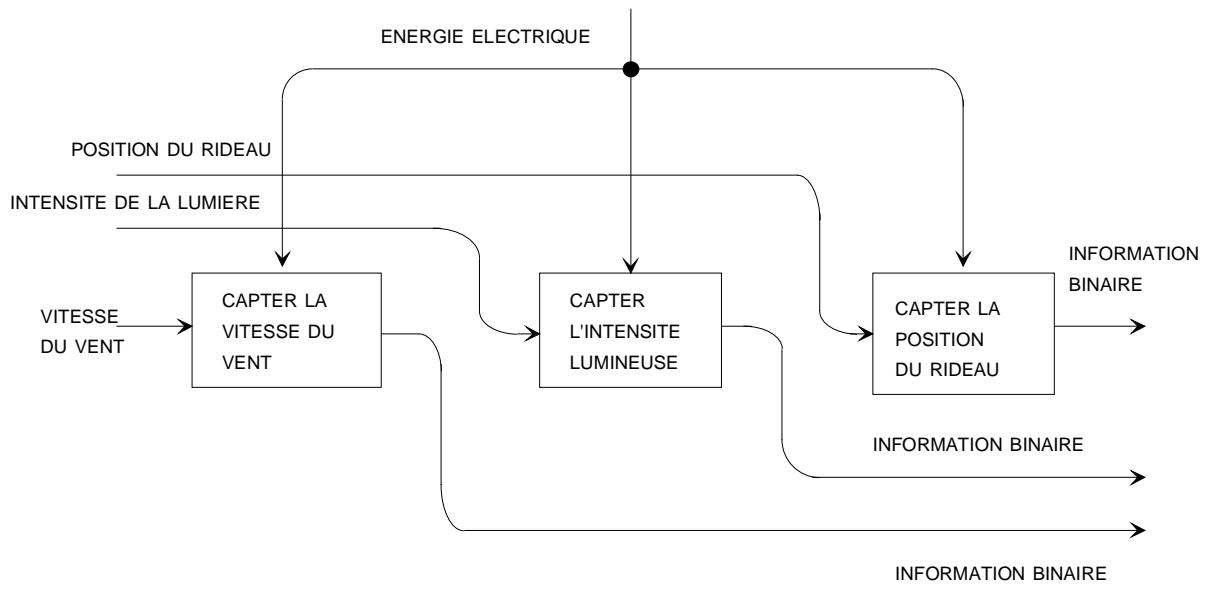 ENERGIE ELECTRIQUE
POSITION DU RIDEAU
INTENSITE DE LA LUMIERE
VITESSE
DU VENT
CAPTER LA
VITESSE DU
VENT
CAPTER
L'INTENSITE
LUMINEUSE
CAPTER LA
POSITION
DU RIDEAU
INFORMATION
BINAIRE
INFORMATION BINAIRE
INFORMATION BINAIRE